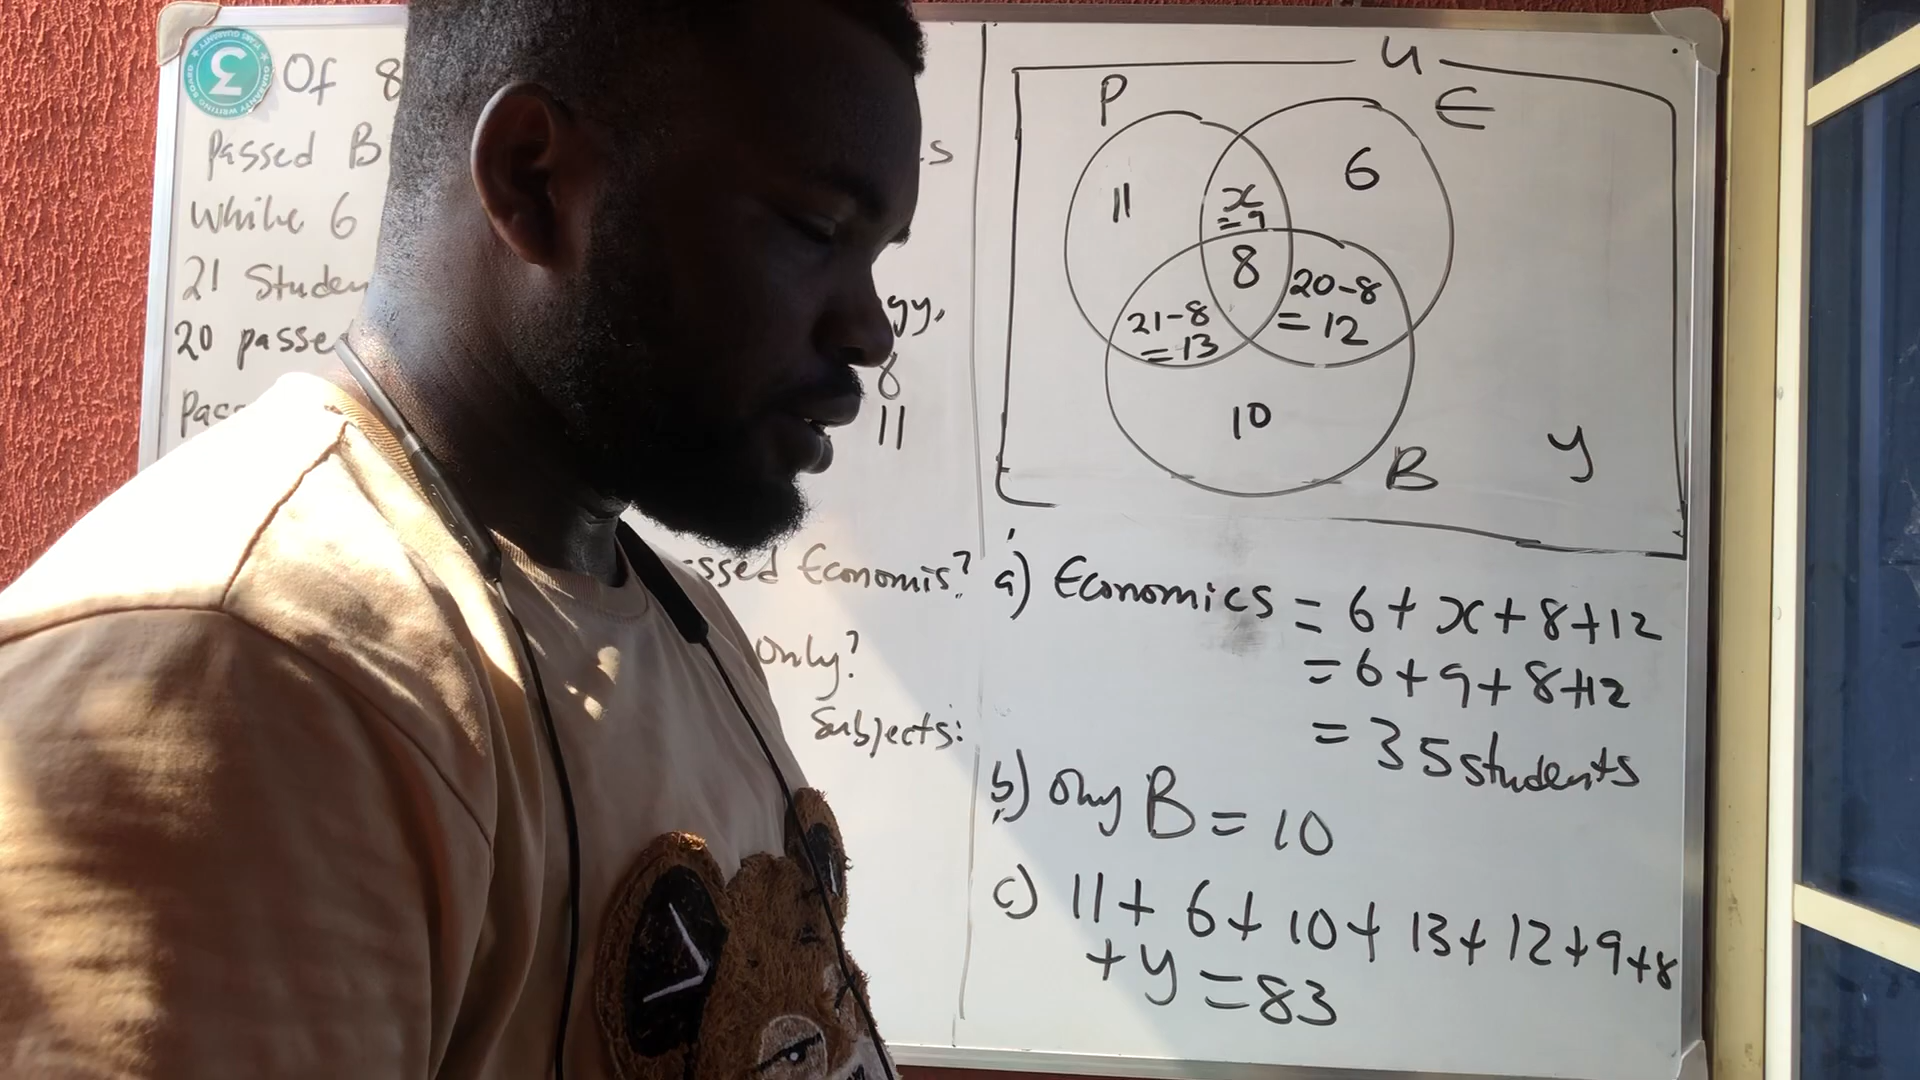 3
Of 8
Passed B
While 6
21 Studen
20 passe
Pas
s
gy,
8
11
ssed Economis?
Only?
Subjects:
U
P
E
11
x
= 9
6
8
21-8
= 13
20-8
= 12
10
B
y
a) Economics = 6 + x + 8 + 12
= 6 + 9 + 8 + 12
= 35 students
b) Only B = 10
c) 11 + 6 + 10 + 13 + 12 + 9 + 8
+ y = 83